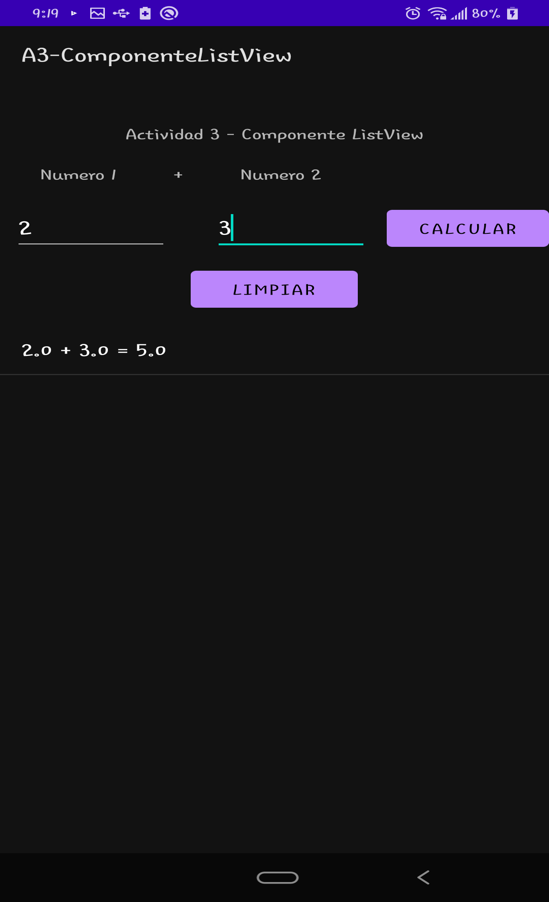 9:19 80%
A3-ComponenteListView
Actividad 3 - Componente ListView
Numero 1 + Numero 2
2 3 CALCULAR
LIMPIAR
2.0 + 3.0 = 5.0